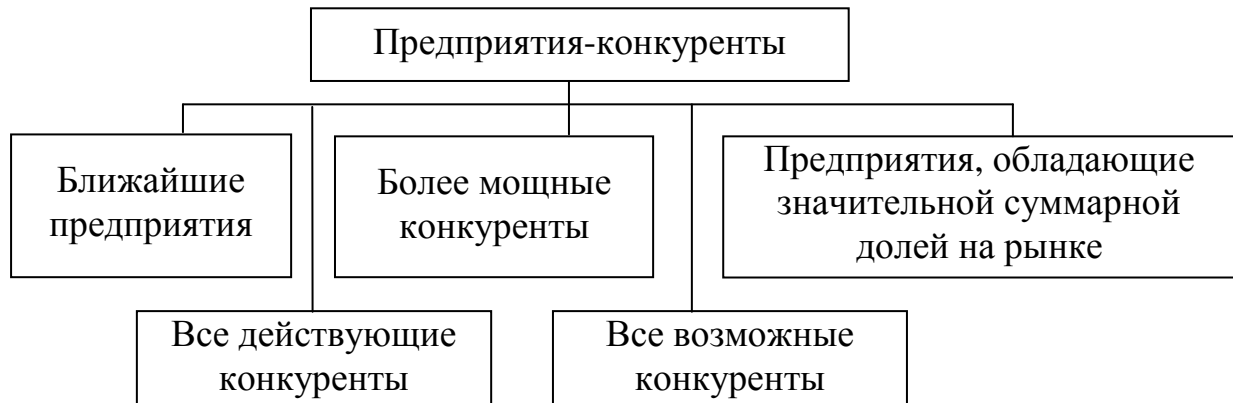 Предприятия-конкуренты
Ближайшие
предприятия
Более мощные
конкуренты
Предприятия, обладающие
значительной суммарной
долей на рынке
Все действующие
конкуренты
Все возможные
конкуренты